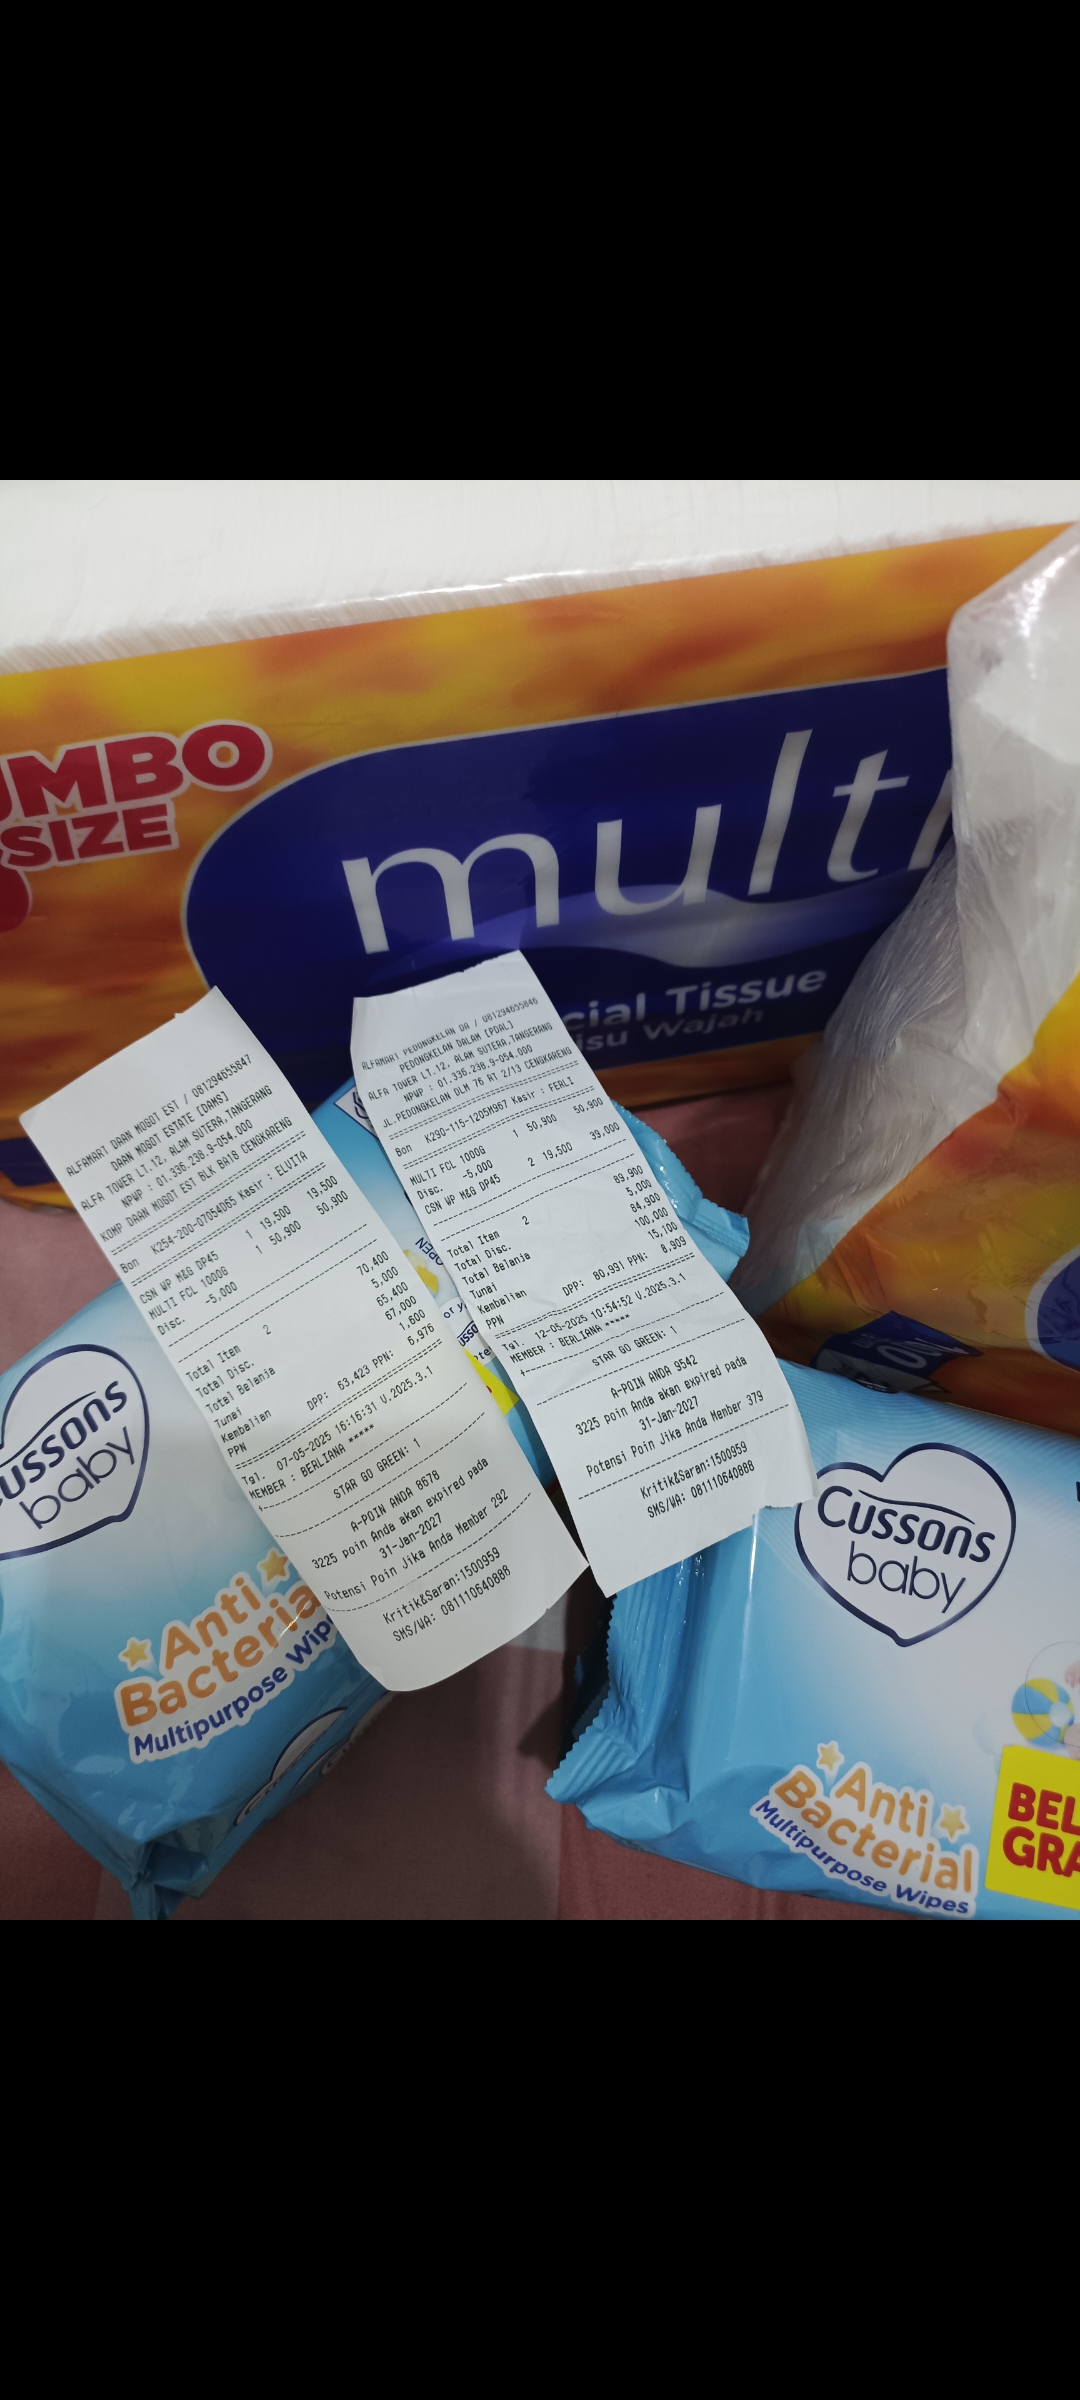 UMBO
SIZE
multi
cial Tissue
isu Wajah
ALFAMART DAAN MOGOT EST / 081294655847
DAAN MOGOT ESTATE [DAMS]
ALFA TOWER LT.12, ALAM SUTERA,TANGERANG
NPWP : 01.336.238.9-054.000
KOMP DAAN MOGOT EST BLK BA18 CENGKARENG
Bon K254-200-07054065 Kasir : ELVITA
CSN WP M&G DP45 1 19,500 19,500
MULTI FCL 1000G 1 50,900 50,900
Disc. -5,000
Total Item 2 70,400
Total Disc. 5,000
Total Belanja 65,400
Tunai 67,000
Kembalian 1,600
PPN DPP: 63,423 PPN: 6,976
Tgl. 07-05-2025 16:16:31 V.2025.3.1
MEMBER : BERLIANA *****
STAR GO GREEN: 1
A-POIN ANDA 8678
3225 poin Anda akan expired pada
31-Jan-2027
Potensi Poin Jika Anda Member 292
Kritik&Saran:1500959
SMS/WA: 081110640888
ALFAMART PEDONGKELAN DA / 081294655846
PEDONGKELAN DALAM [PDAL]
ALFA TOWER LT.12, ALAM SUTERA,TANGERANG
NPWP : 01.336.238.9-054.000
JL.PEDONGKELAN DLM 76 RT 2/13 CENGKARENG
Bon K290-115-1205M967 Kasir : FERLI
MULTI FCL 1000G 1 50,900 50,900
Disc. -5,000
CSN WP M&G DP45 2 19,500 39,000
Total Item 2 89,900
Total Disc. 5,000
Total Belanja 84,900
Tunai 100,000
Kembalian 15,100
PPN DPP: 80,991 PPN: 8,909
Tgl. 12-05-2025 10:54:52 V.2025.3.1
MEMBER : BERLIANA *****
STAR GO GREEN: 1
A-POIN ANDA 9542
3225 poin Anda akan expired pada
31-Jan-2027
Potensi Poin Jika Anda Member 379
Kritik&Saran:1500959
SMS/WA: 081110640888
OPEN
Cussons
baby
Anti
Bacteria
Multipurpose Wip
Cussons
baby
Anti
Bacterial
Multipurpose Wipes
BEL
GRA